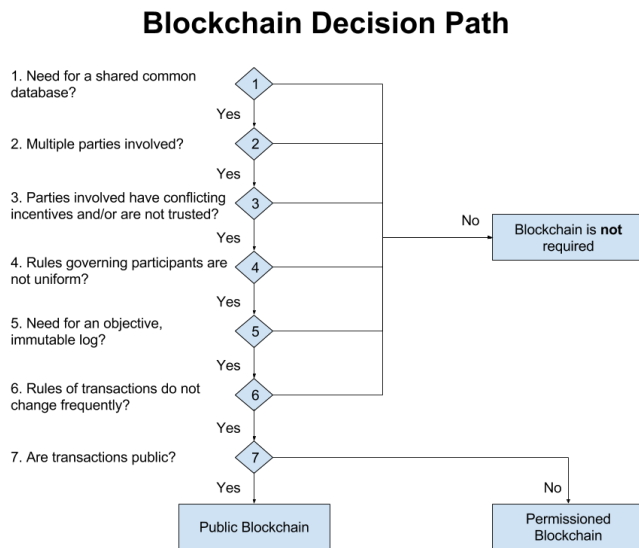 Blockchain Decision Path
1. Need for a shared common
database?
1
Yes
2. Multiple parties involved?
2
Yes
3. Parties involved have conflicting
incentives and/or are not trusted?
3
No
Blockchain is not
required
Yes
4. Rules governing participants are
not uniform?
4
Yes
5. Need for an objective,
immutable log?
5
Yes
6. Rules of transactions do not
change frequently?
6
Yes
7. Are transactions public?
7
Yes
No
Public Blockchain
Permissioned
Blockchain